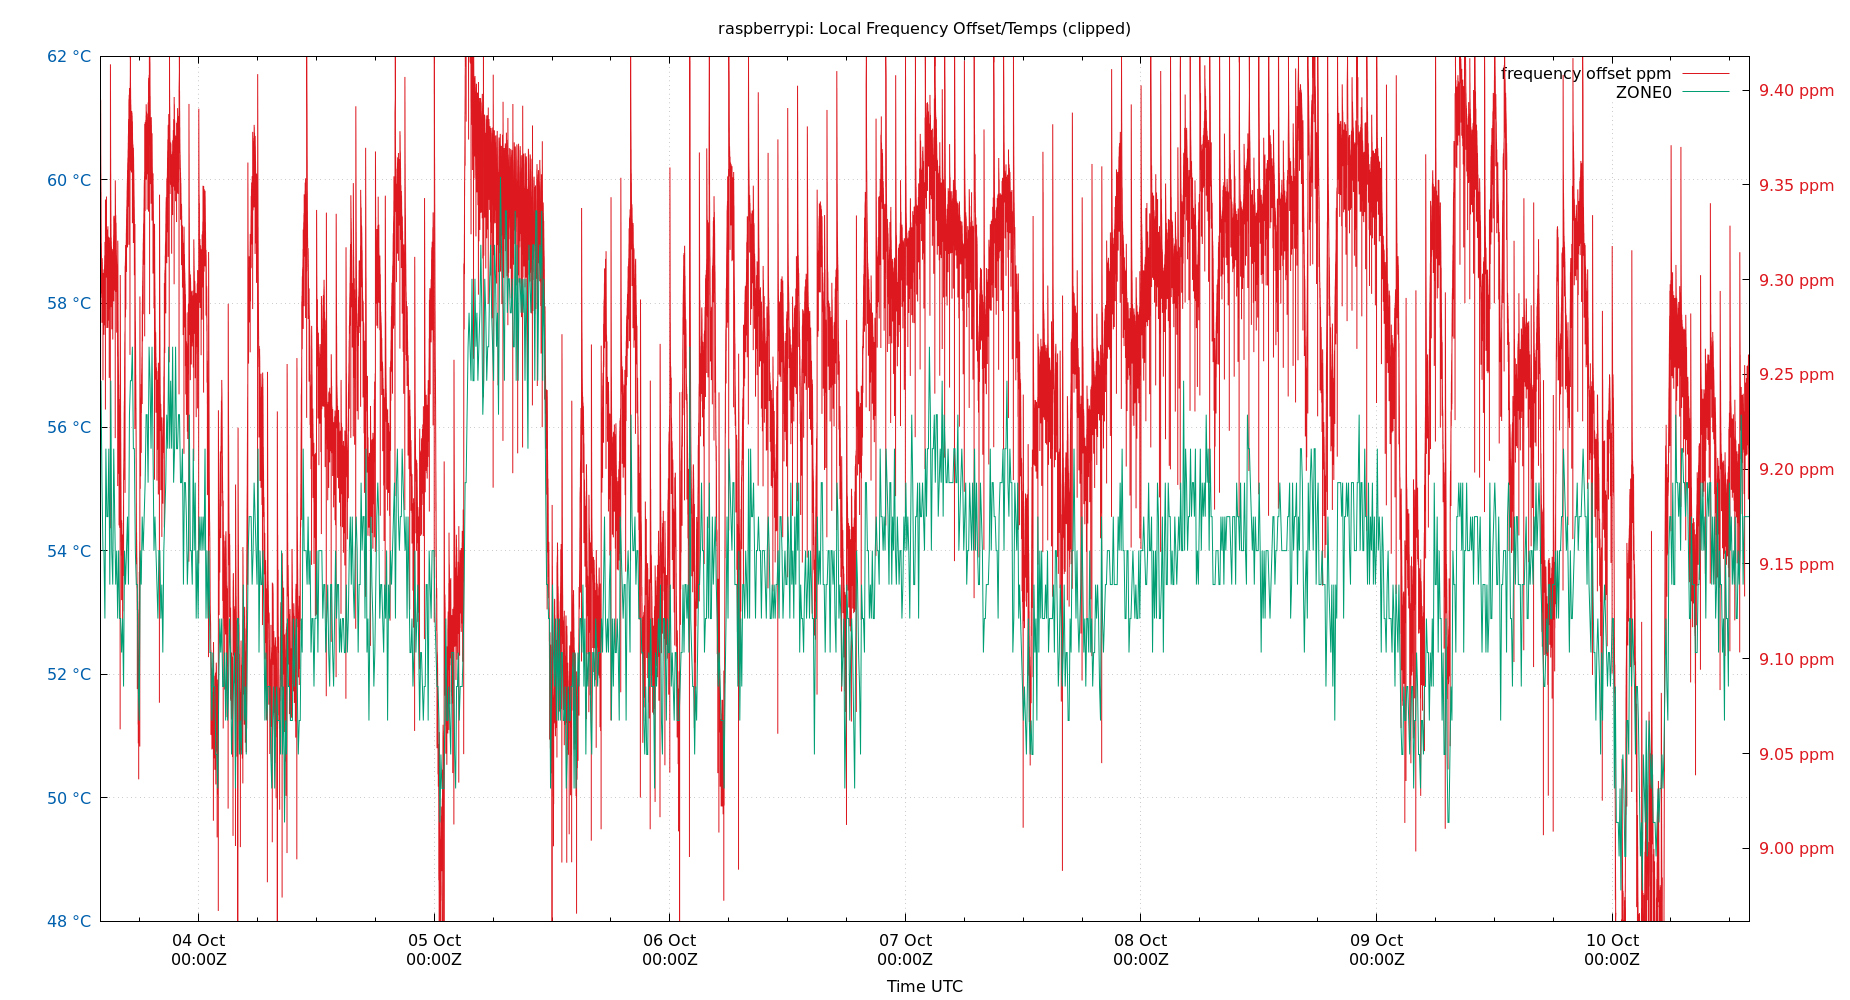 raspberrypi: Local Frequency Offset/Temps (clipped)
62 °C
60 °C
58 °C
56 °C
54 °C
52 °C
50 °C
48 °C
frequency offset ppm
ZONE0
9.40 ppm
9.35 ppm
9.30 ppm
9.25 ppm
9.20 ppm
9.15 ppm
9.10 ppm
9.05 ppm
9.00 ppm
04 Oct 05 Oct 06 Oct 07 Oct 08 Oct 09 Oct 10 Oct
00:00Z 00:00Z 00:00Z 00:00Z 00:00Z 00:00Z 00:00Z
Time UTC